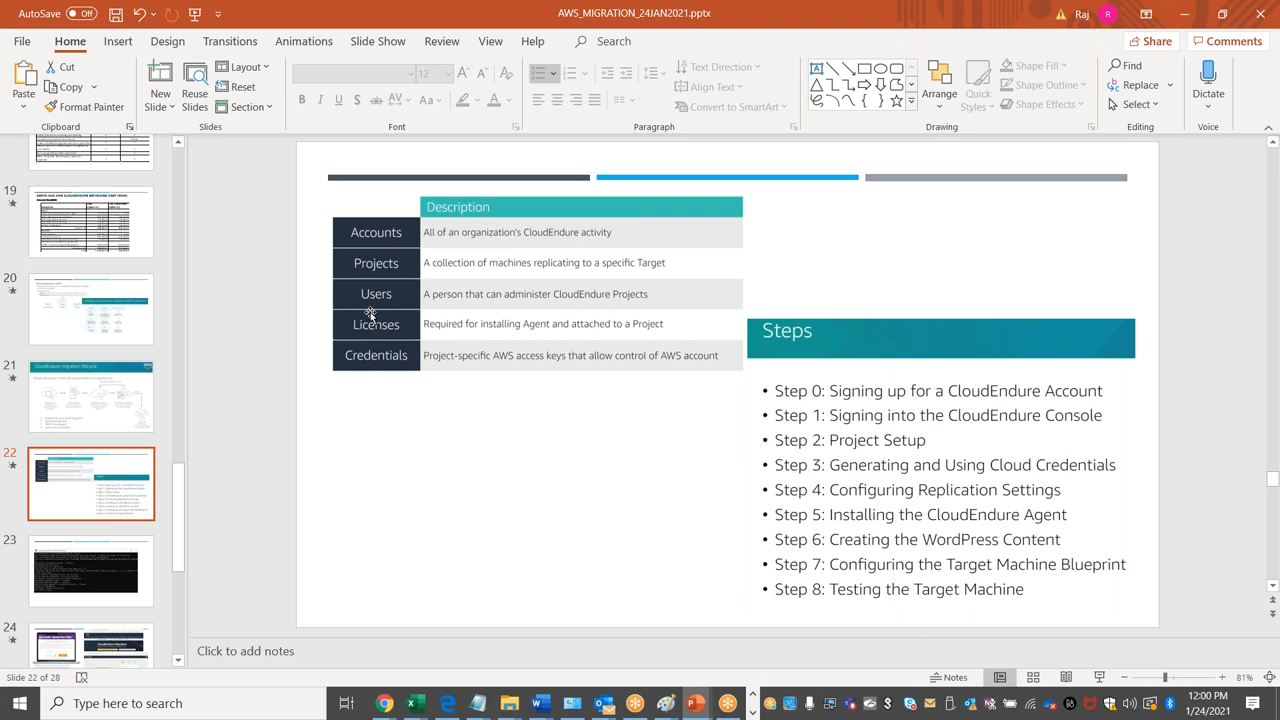 AutoSave Off
AWS_MIGRATION_24JAN2021.pptx
Raj R
File Home Insert Design Transitions Animations Slide Show Review View Help Search Share Comments
Paste
Cut
Copy
Format Painter
Clipboard
New Slide
Reuse Slides
Layout
Reset
Section
Slides
12
Font
Text Direction
Align Text
Convert to SmartArt
Paragraph
Arrange
Quick Styles
Shape Fill
Shape Outline
Shape Effects
Drawing
Find
Replace
Select
Editing
Dictate
Voice
19
20
21
CloudEndure migration lifecycle
22
23
24
Description
Accounts All of an organization's CloudEndure activity
Projects A collection of machines replicating to a specific Target
Users A person that can administer CloudEndure Projects
Licenses Required for installing Agent and attached to a Project
Credentials Project-specific AWS access keys that allow control of AWS account
Steps
• Step 0: Signing up for a CloudEndure Account
• Step 1: Signing into the CloudEndure Console
• Step 2: Project Setup
• Step 3: Generating and Using Cloud Credentials
• Step 4: Configuring Replication Settings
• Step 5: Installing the CloudEndure Agent
• Step 6: Creating the WordPress Content
• Step 7: Configuring the Target Machine Blueprint
• Step 8: Testing the Target Machine
Click to add notes
Slide 22 of 28
Notes
81%
Type here to search
12:00 PM
1/24/2021